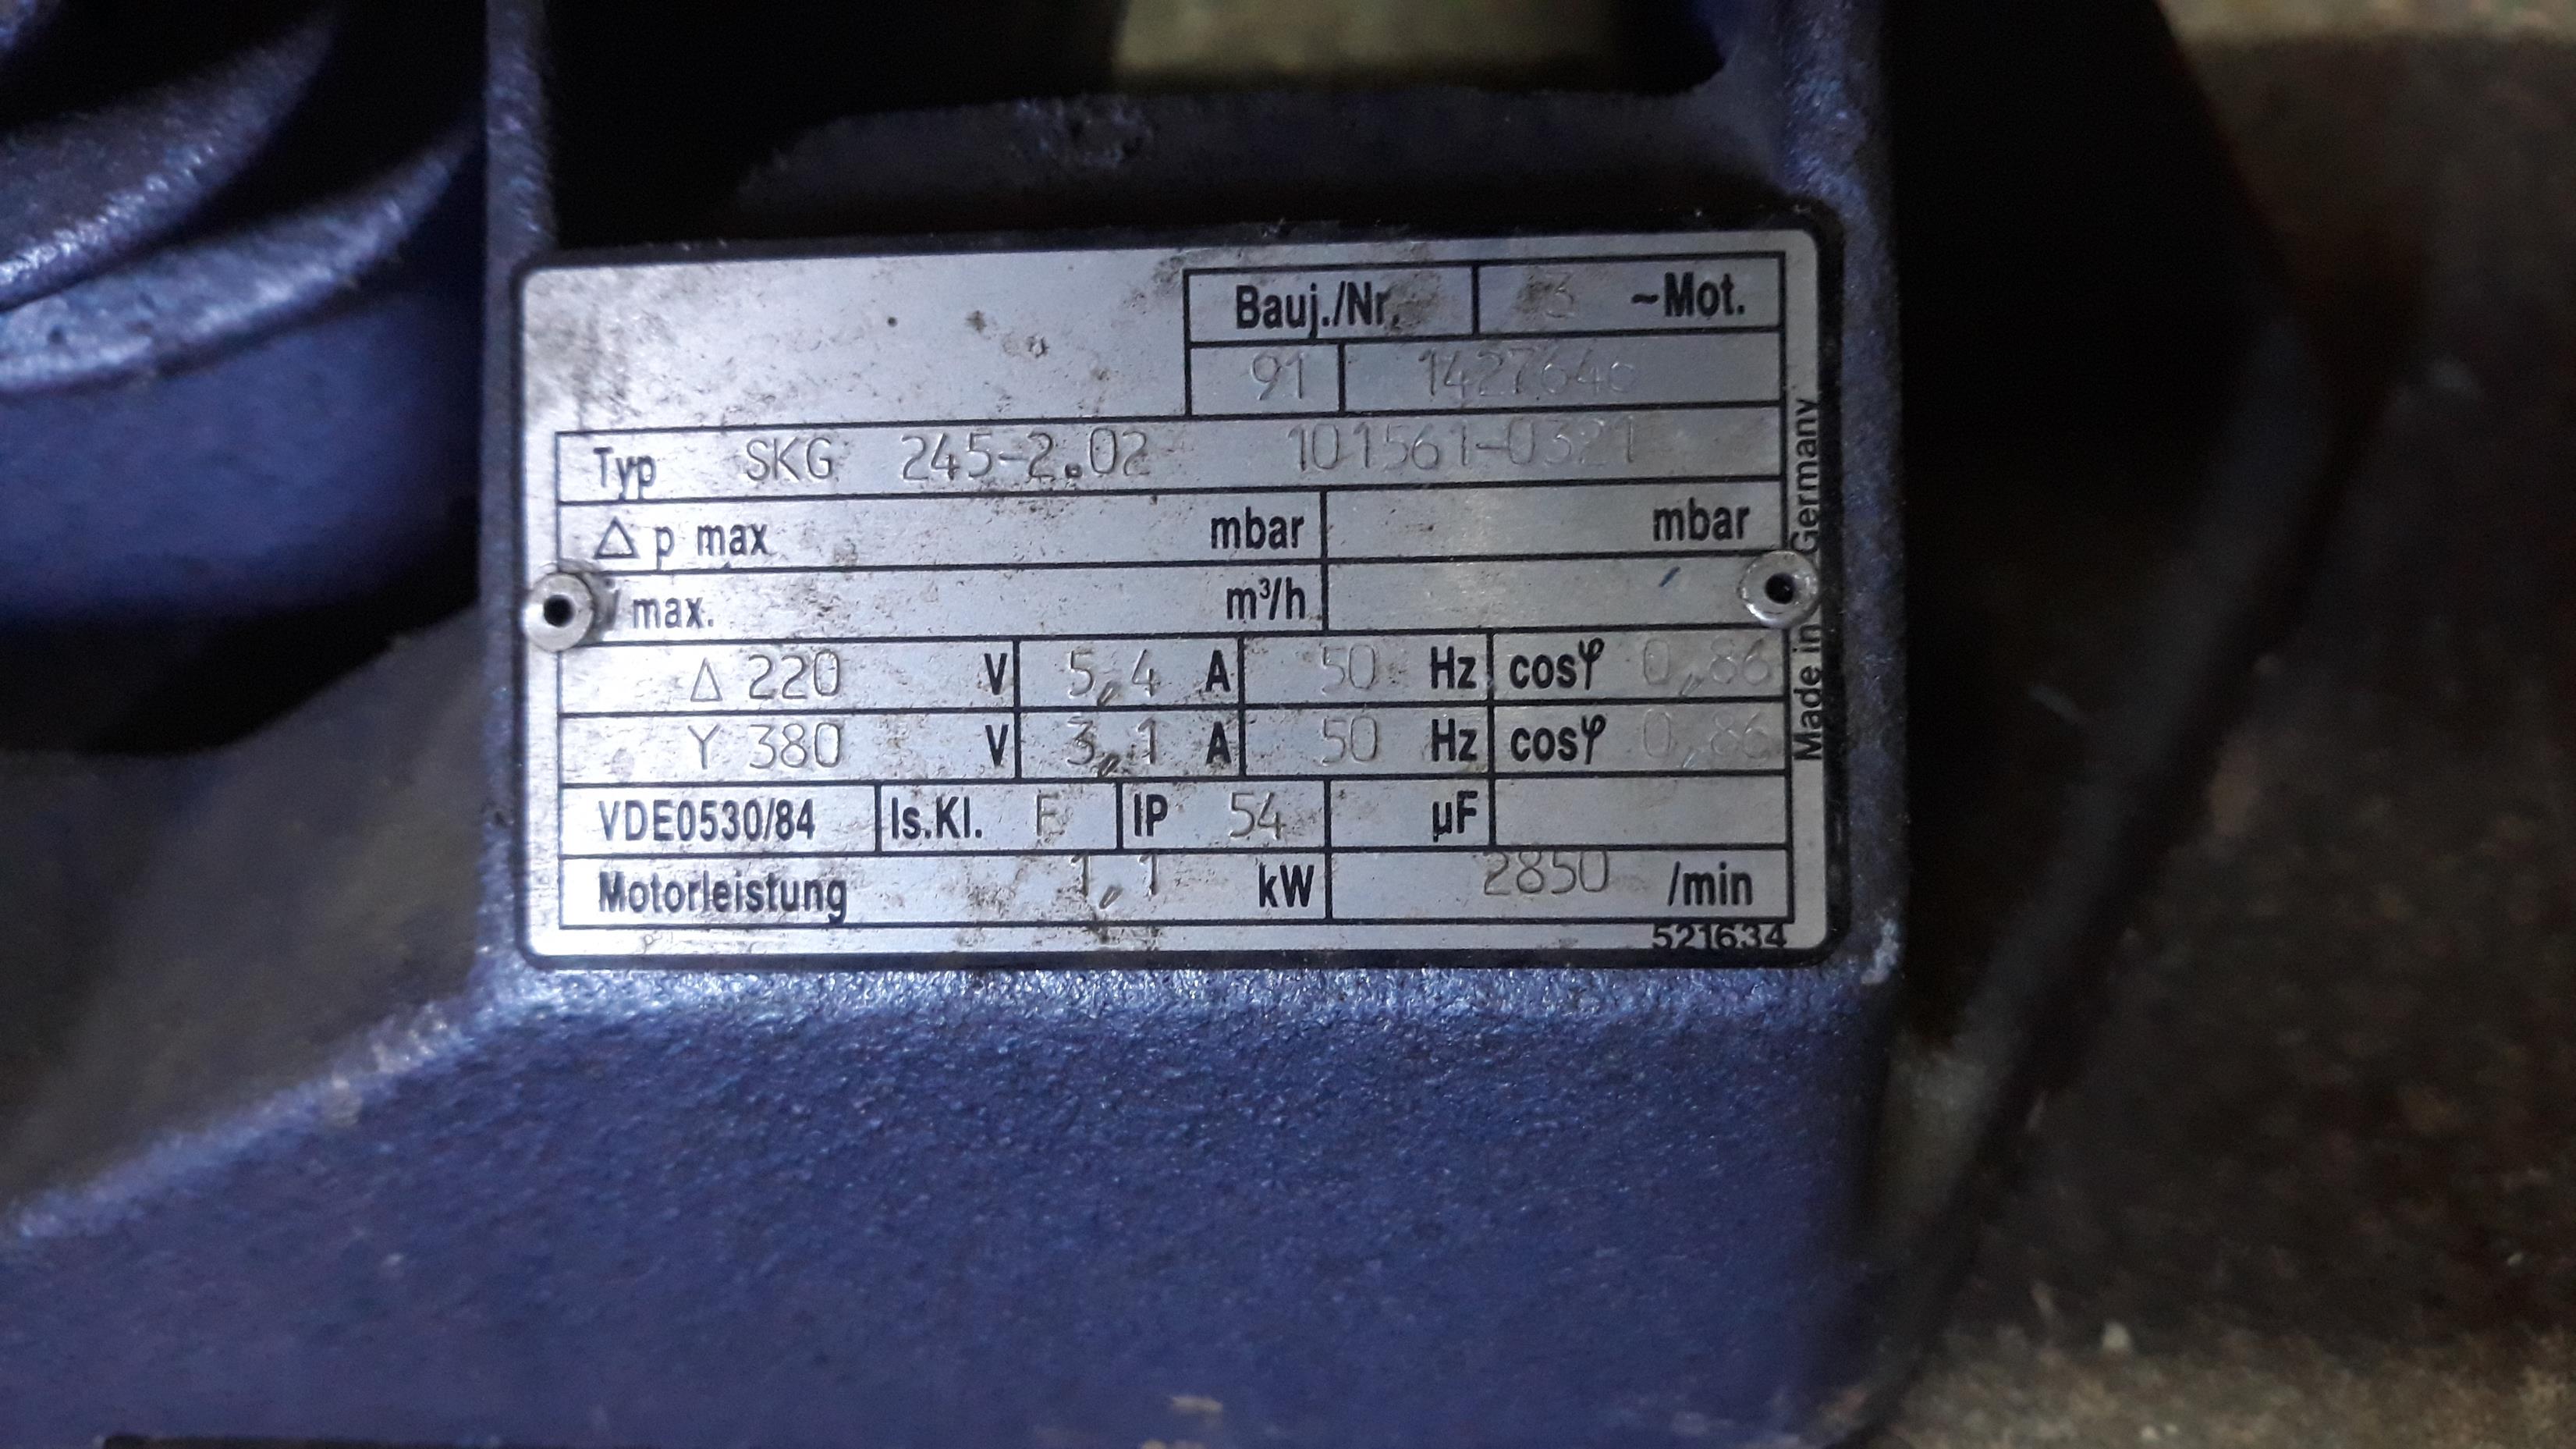 Bauj./Nr. 3 ~Mot.
91 1427646
Typ SKG 245-2.02 101561-0321
Δ p max mbar mbar
max. m³/h
Δ 220 V 5,4 A 50 Hz cosφ 0,86
Y 380 V 3,1 A 50 Hz cosφ 0,86
VDE0530/84 Is.Kl. F IP 54 µF
Motorleistung 1,1 kW 2850 /min
521634
Made in Germany